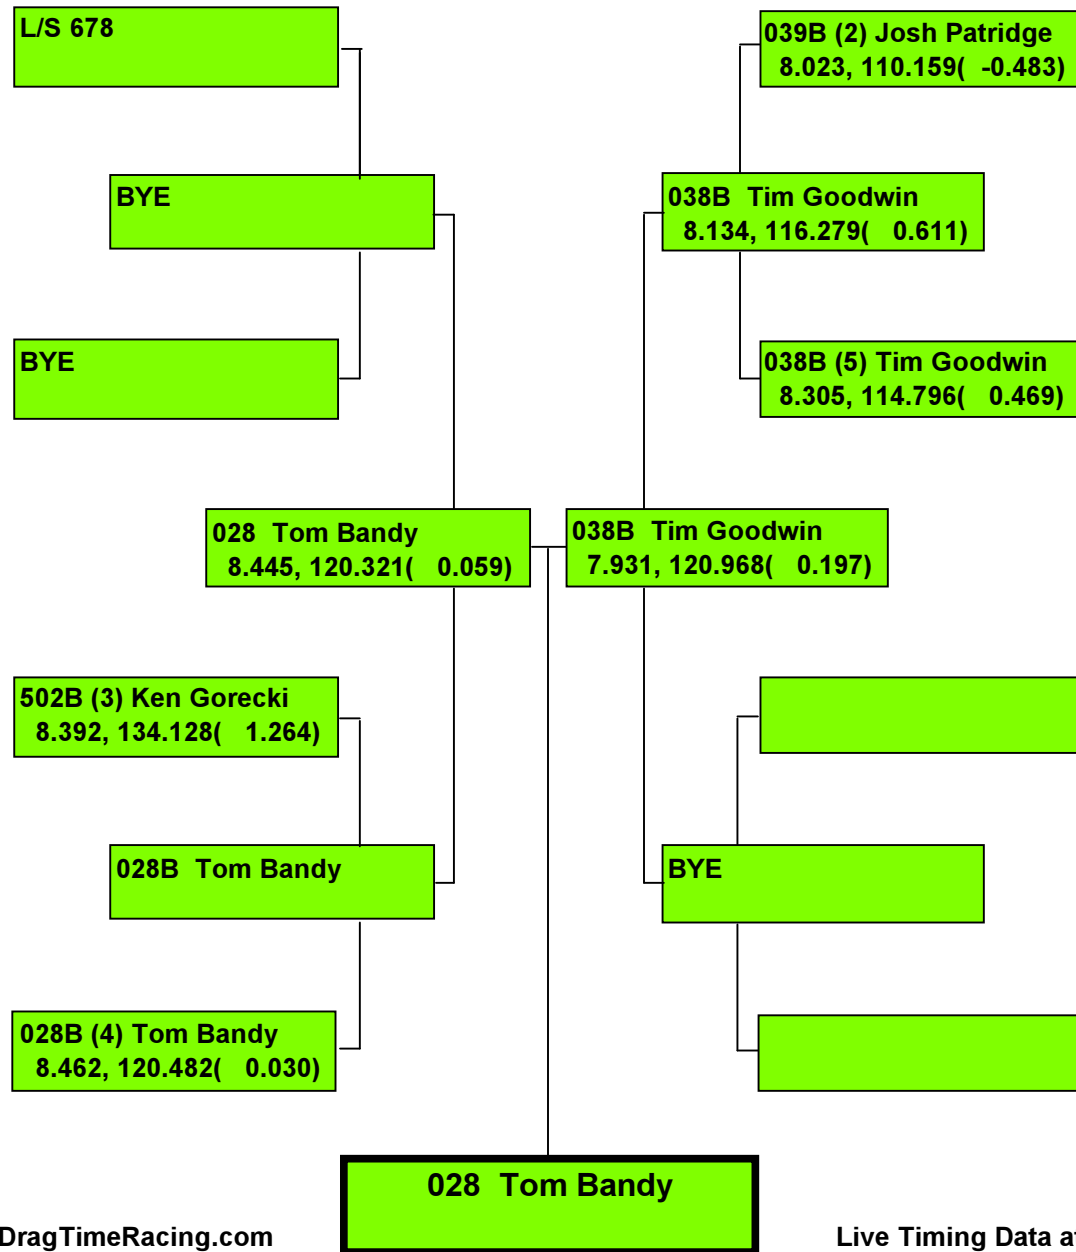 L/S 678
039B (2) Josh Patridge
8.023, 110.159( -0.483)
BYE
038B Tim Goodwin
8.134, 116.279( 0.611)
BYE
038B (5) Tim Goodwin
8.305, 114.796( 0.469)
028 Tom Bandy
8.445, 120.321( 0.059)
038B Tim Goodwin
7.931, 120.968( 0.197)
502B (3) Ken Gorecki
8.392, 134.128( 1.264)
028B Tom Bandy
BYE
028B (4) Tom Bandy
8.462, 120.482( 0.030)
028 Tom Bandy
DragTimeRacing.com
Live Timing Data at